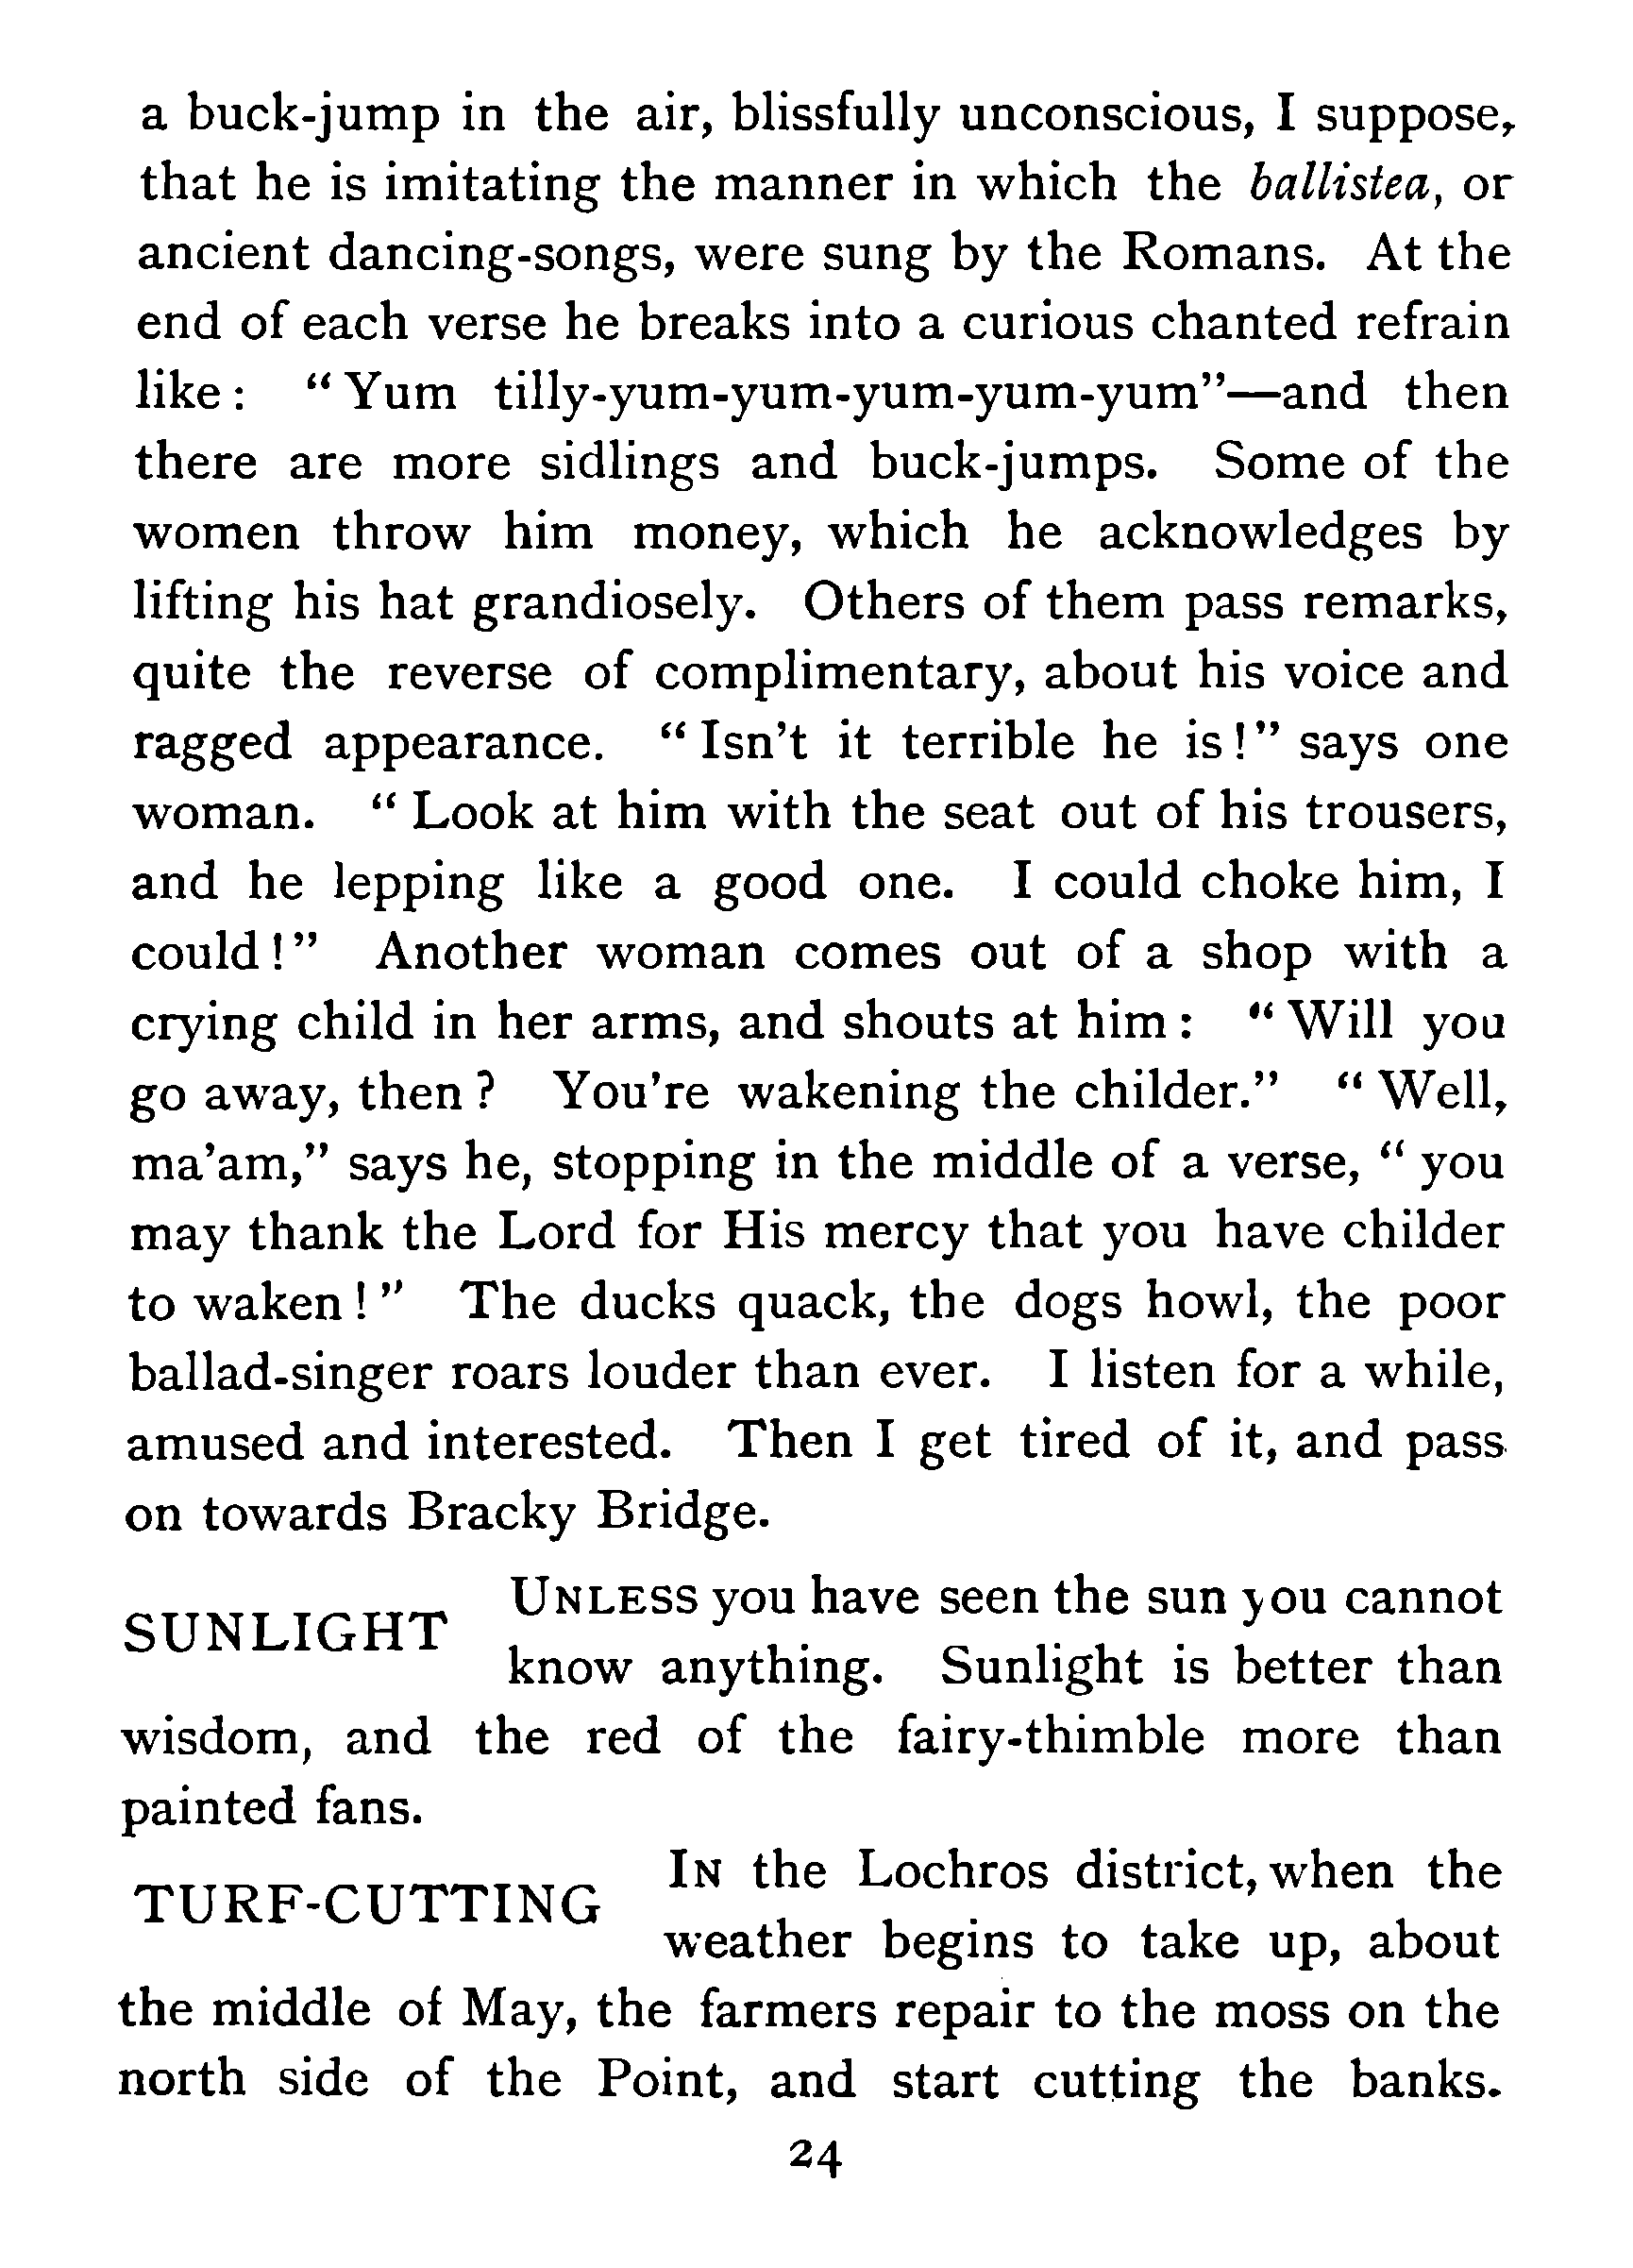 a buck-jump in the air, blissfully unconscious, I suppose,
that he is imitating the manner in which the ballistea, or
ancient dancing-songs, were sung by the Romans. At the
end of each verse he breaks into a curious chanted refrain
like: “Yum tilly-yum-yum-yum-yum-yum”—and then
there are more sidlings and buck-jumps. Some of the
women throw him money, which he acknowledges by
lifting his hat grandiosely. Others of them pass remarks,
quite the reverse of complimentary, about his voice and
ragged appearance. “Isn’t it terrible he is!” says one
woman. “Look at him with the seat out of his trousers,
and he lepping like a good one. I could choke him, I
could!” Another woman comes out of a shop with a
crying child in her arms, and shouts at him: “Will you
go away, then? You’re wakening the childer.” “Well,
ma’am,” says he, stopping in the middle of a verse, “you
may thank the Lord for His mercy that you have childer
to waken!” The ducks quack, the dogs howl, the poor
ballad-singer roars louder than ever. I listen for a while,
amused and interested. Then I get tired of it, and pass
on towards Bracky Bridge.
SUNLIGHT
UNLESS you have seen the sun you cannot
know anything. Sunlight is better than
wisdom, and the red of the fairy-thimble more than
painted fans.
TURF-CUTTING
IN the Lochros district, when the
weather begins to take up, about
the middle of May, the farmers repair to the moss on the
north side of the Point, and start cutting the banks.
24